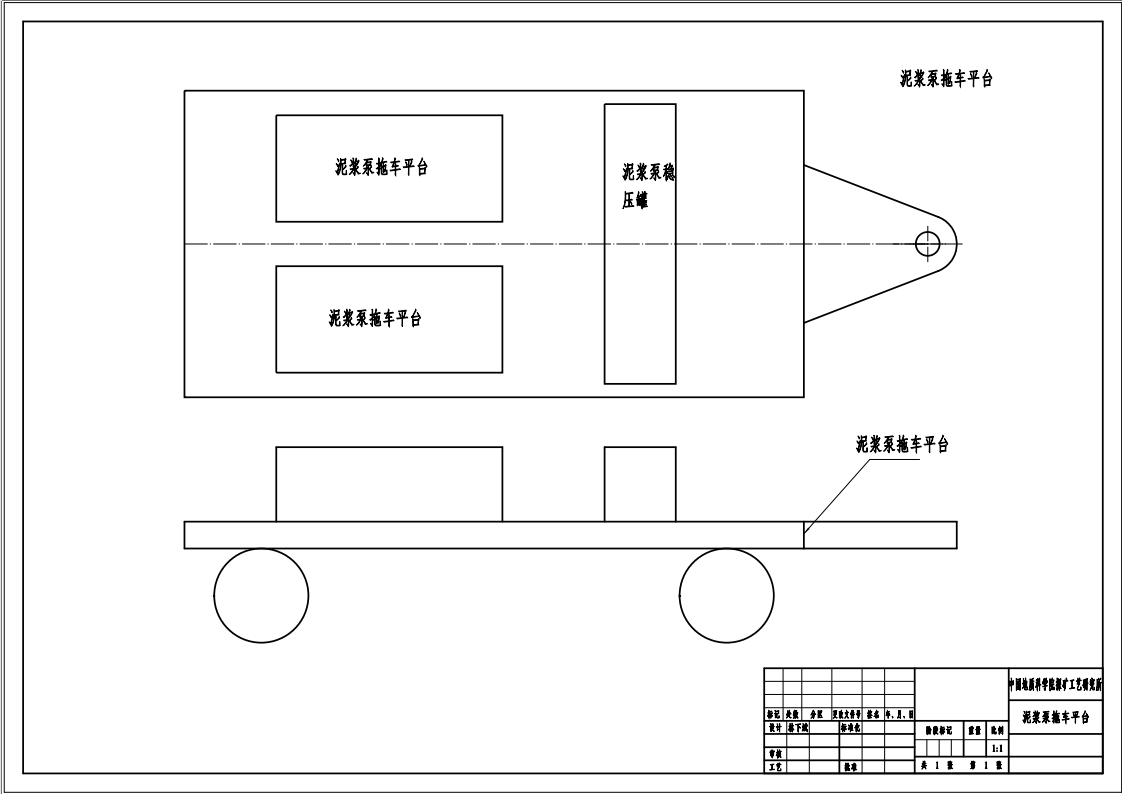 泥浆泵拖车平台
泥浆泵拖车平台
泥浆泵稳
压罐
泥浆泵拖车平台
泥浆泵拖车平台
中国地质科学院探矿工艺研究所
标记 处数 分区 更改文件号 签名 年、月、日
泥浆泵拖车平台
设计 标准化
阶段标记 重量 比例
1:1
审核
工艺 批准
共 1 张 第 1 张